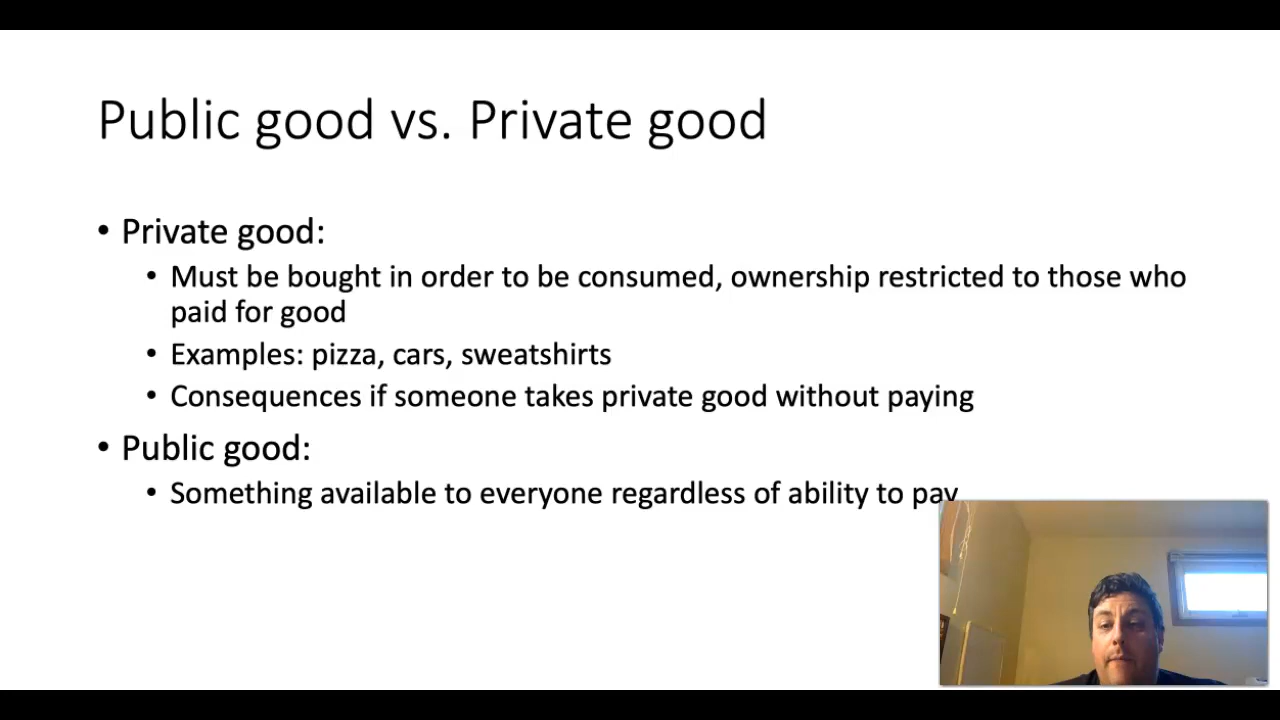 Public good vs. Private good
• Private good:
• Must be bought in order to be consumed, ownership restricted to those who
paid for good
• Examples: pizza, cars, sweatshirts
• Consequences if someone takes private good without paying
• Public good:
• Something available to everyone regardless of ability to pay